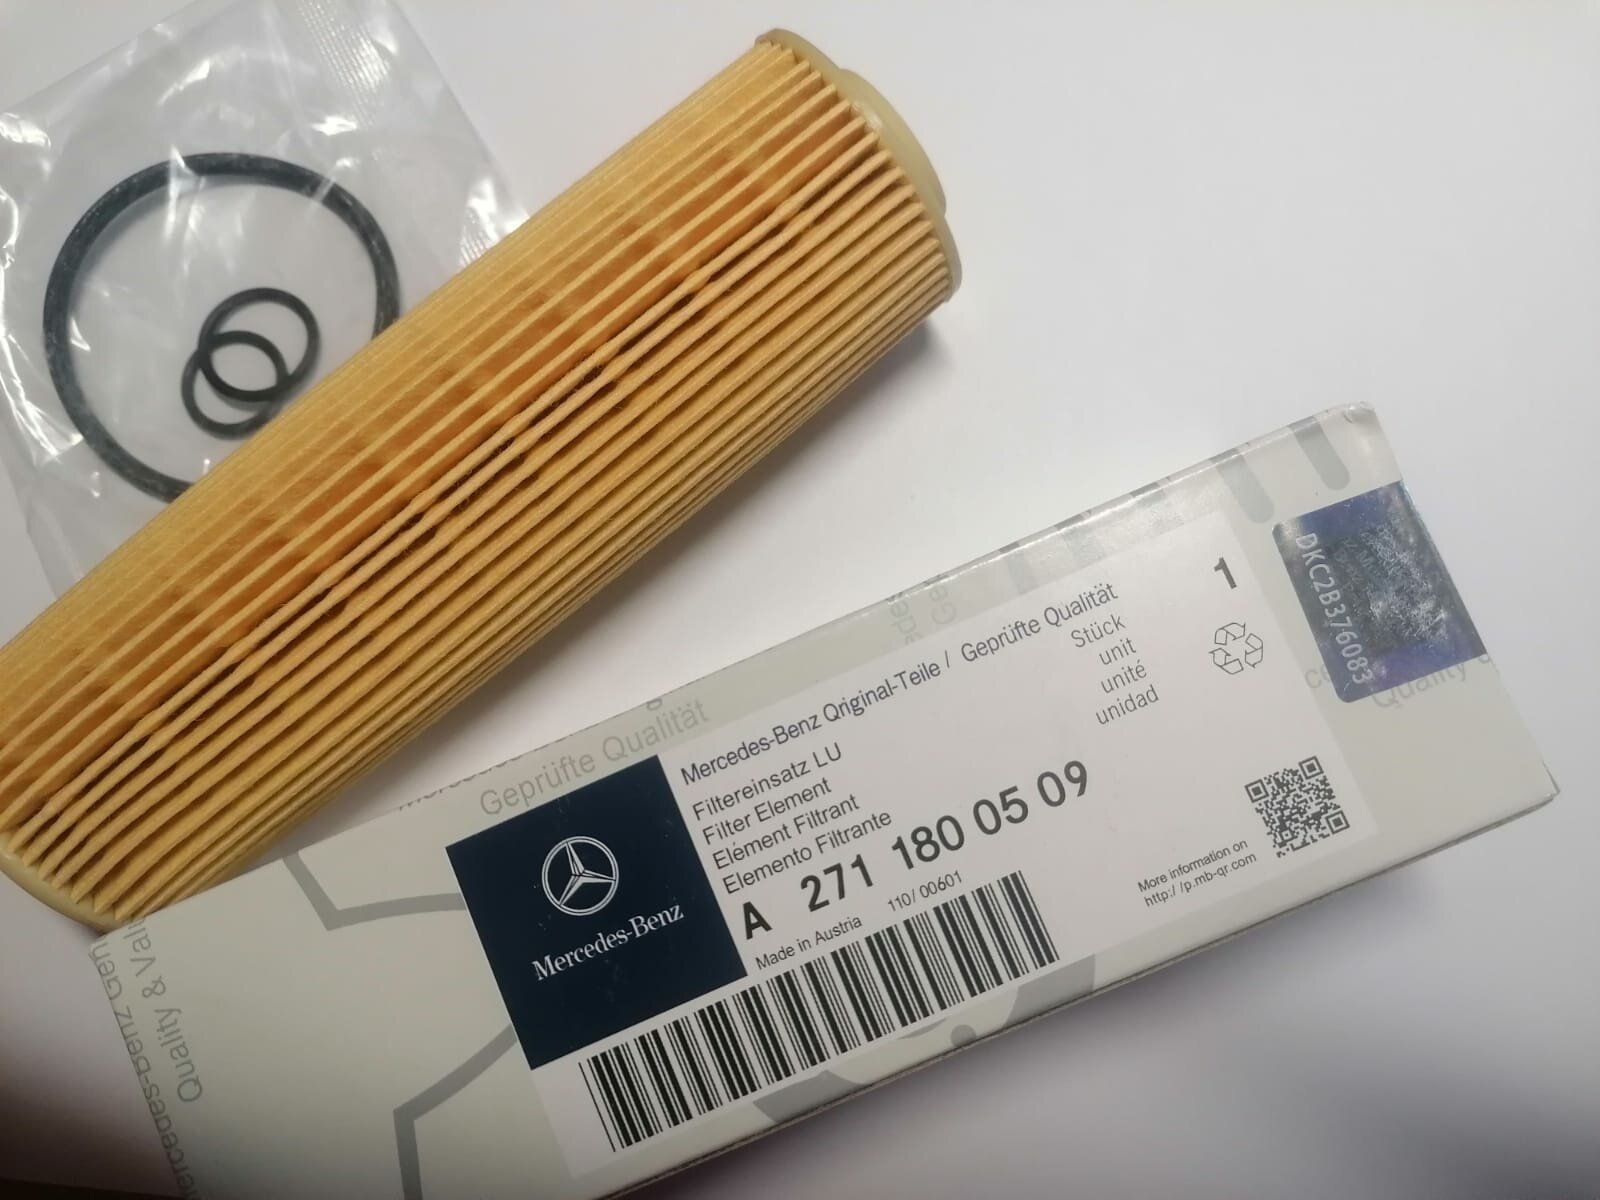 Mercedes-Benz Original-Teile / Geprüfte Qualität
Filtereinsatz LU
Filter Element
Elément Filtrant
Elemento Filtrante
Stück
unit
unité
unidad
1
A 271 180 05 09
Made in Austria 110/ 00601
Mercedes-Benz
More information on
http://p.mb-qr.com
DKC2B376083
Geprüfte Qualität
Quality
Quality &